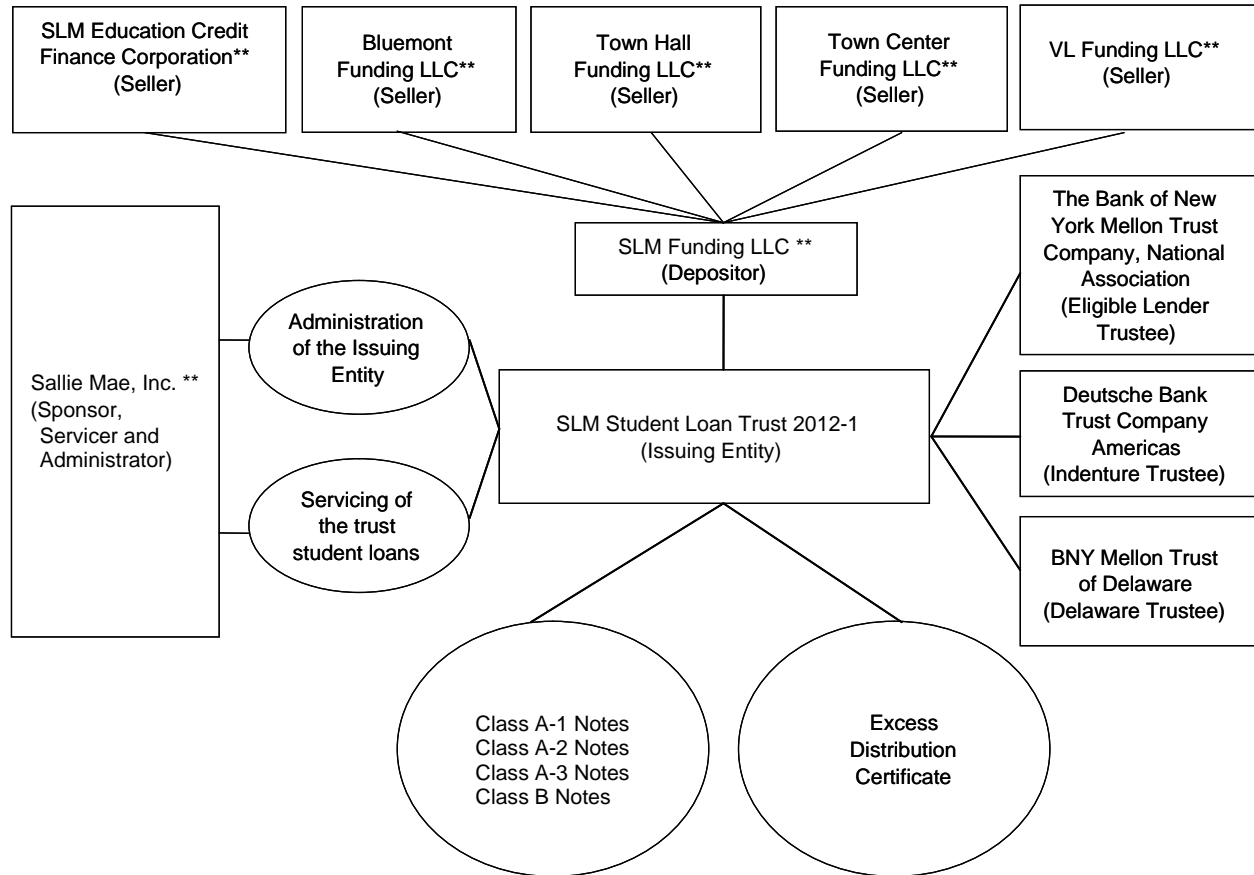 SLM Education Credit
Finance Corporation**
(Seller)
Bluemont
Funding LLC**
(Seller)
Town Hall
Funding LLC**
(Seller)
Town Center
Funding LLC**
(Seller)
VL Funding LLC**
(Seller)
SLM Funding LLC **
(Depositor)
The Bank of New
York Mellon Trust
Company, National
Association
(Eligible Lender
Trustee)
Administration
of the Issuing
Entity
Sallie Mae, Inc. **
(Sponsor,
Servicer and
Administrator)
SLM Student Loan Trust 2012-1
(Issuing Entity)
Deutsche Bank
Trust Company
Americas
(Indenture Trustee)
Servicing of
the trust
student loans
BNY Mellon Trust
of Delaware
(Delaware Trustee)
Class A-1 Notes
Class A-2 Notes
Class A-3 Notes
Class B Notes
Excess
Distribution
Certificate